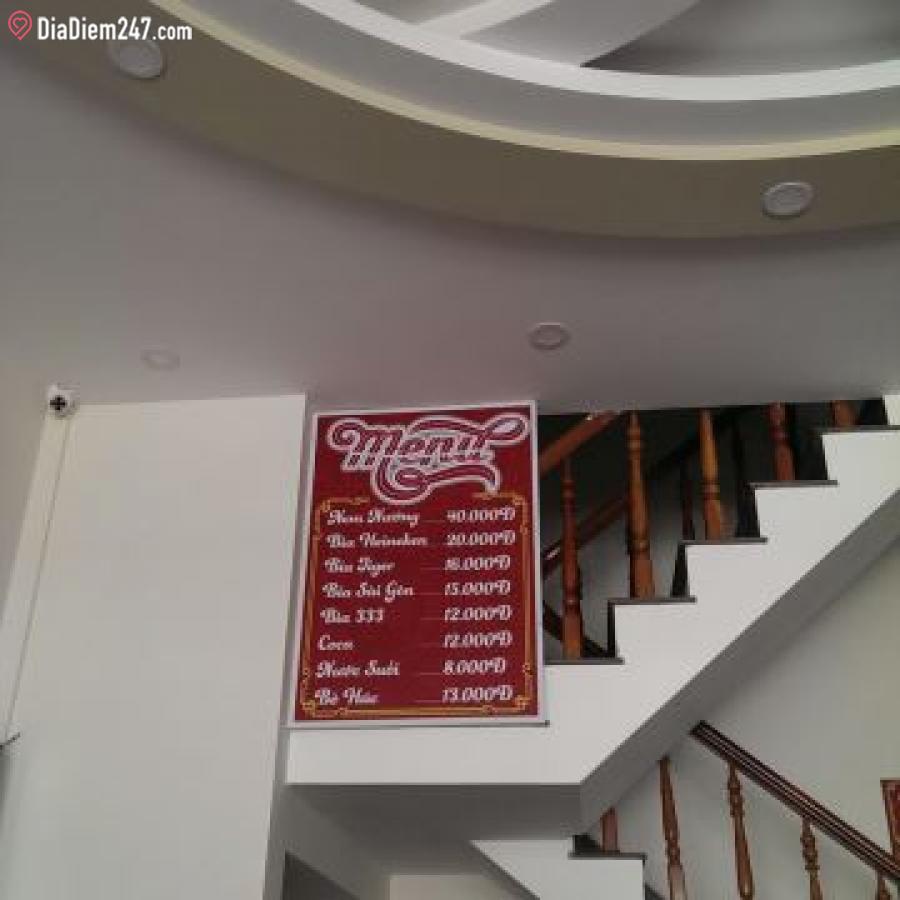 DiaDiem247.com
Menu
Nem Nướng 40.000Đ
Bia Heineken 20.000Đ
Bia Tiger 16.000Đ
Bia Sài Gòn 15.000Đ
Bia 333 12.000Đ
Coca 12.000Đ
Nước Suối 8.000Đ
Bò Húc 13.000Đ